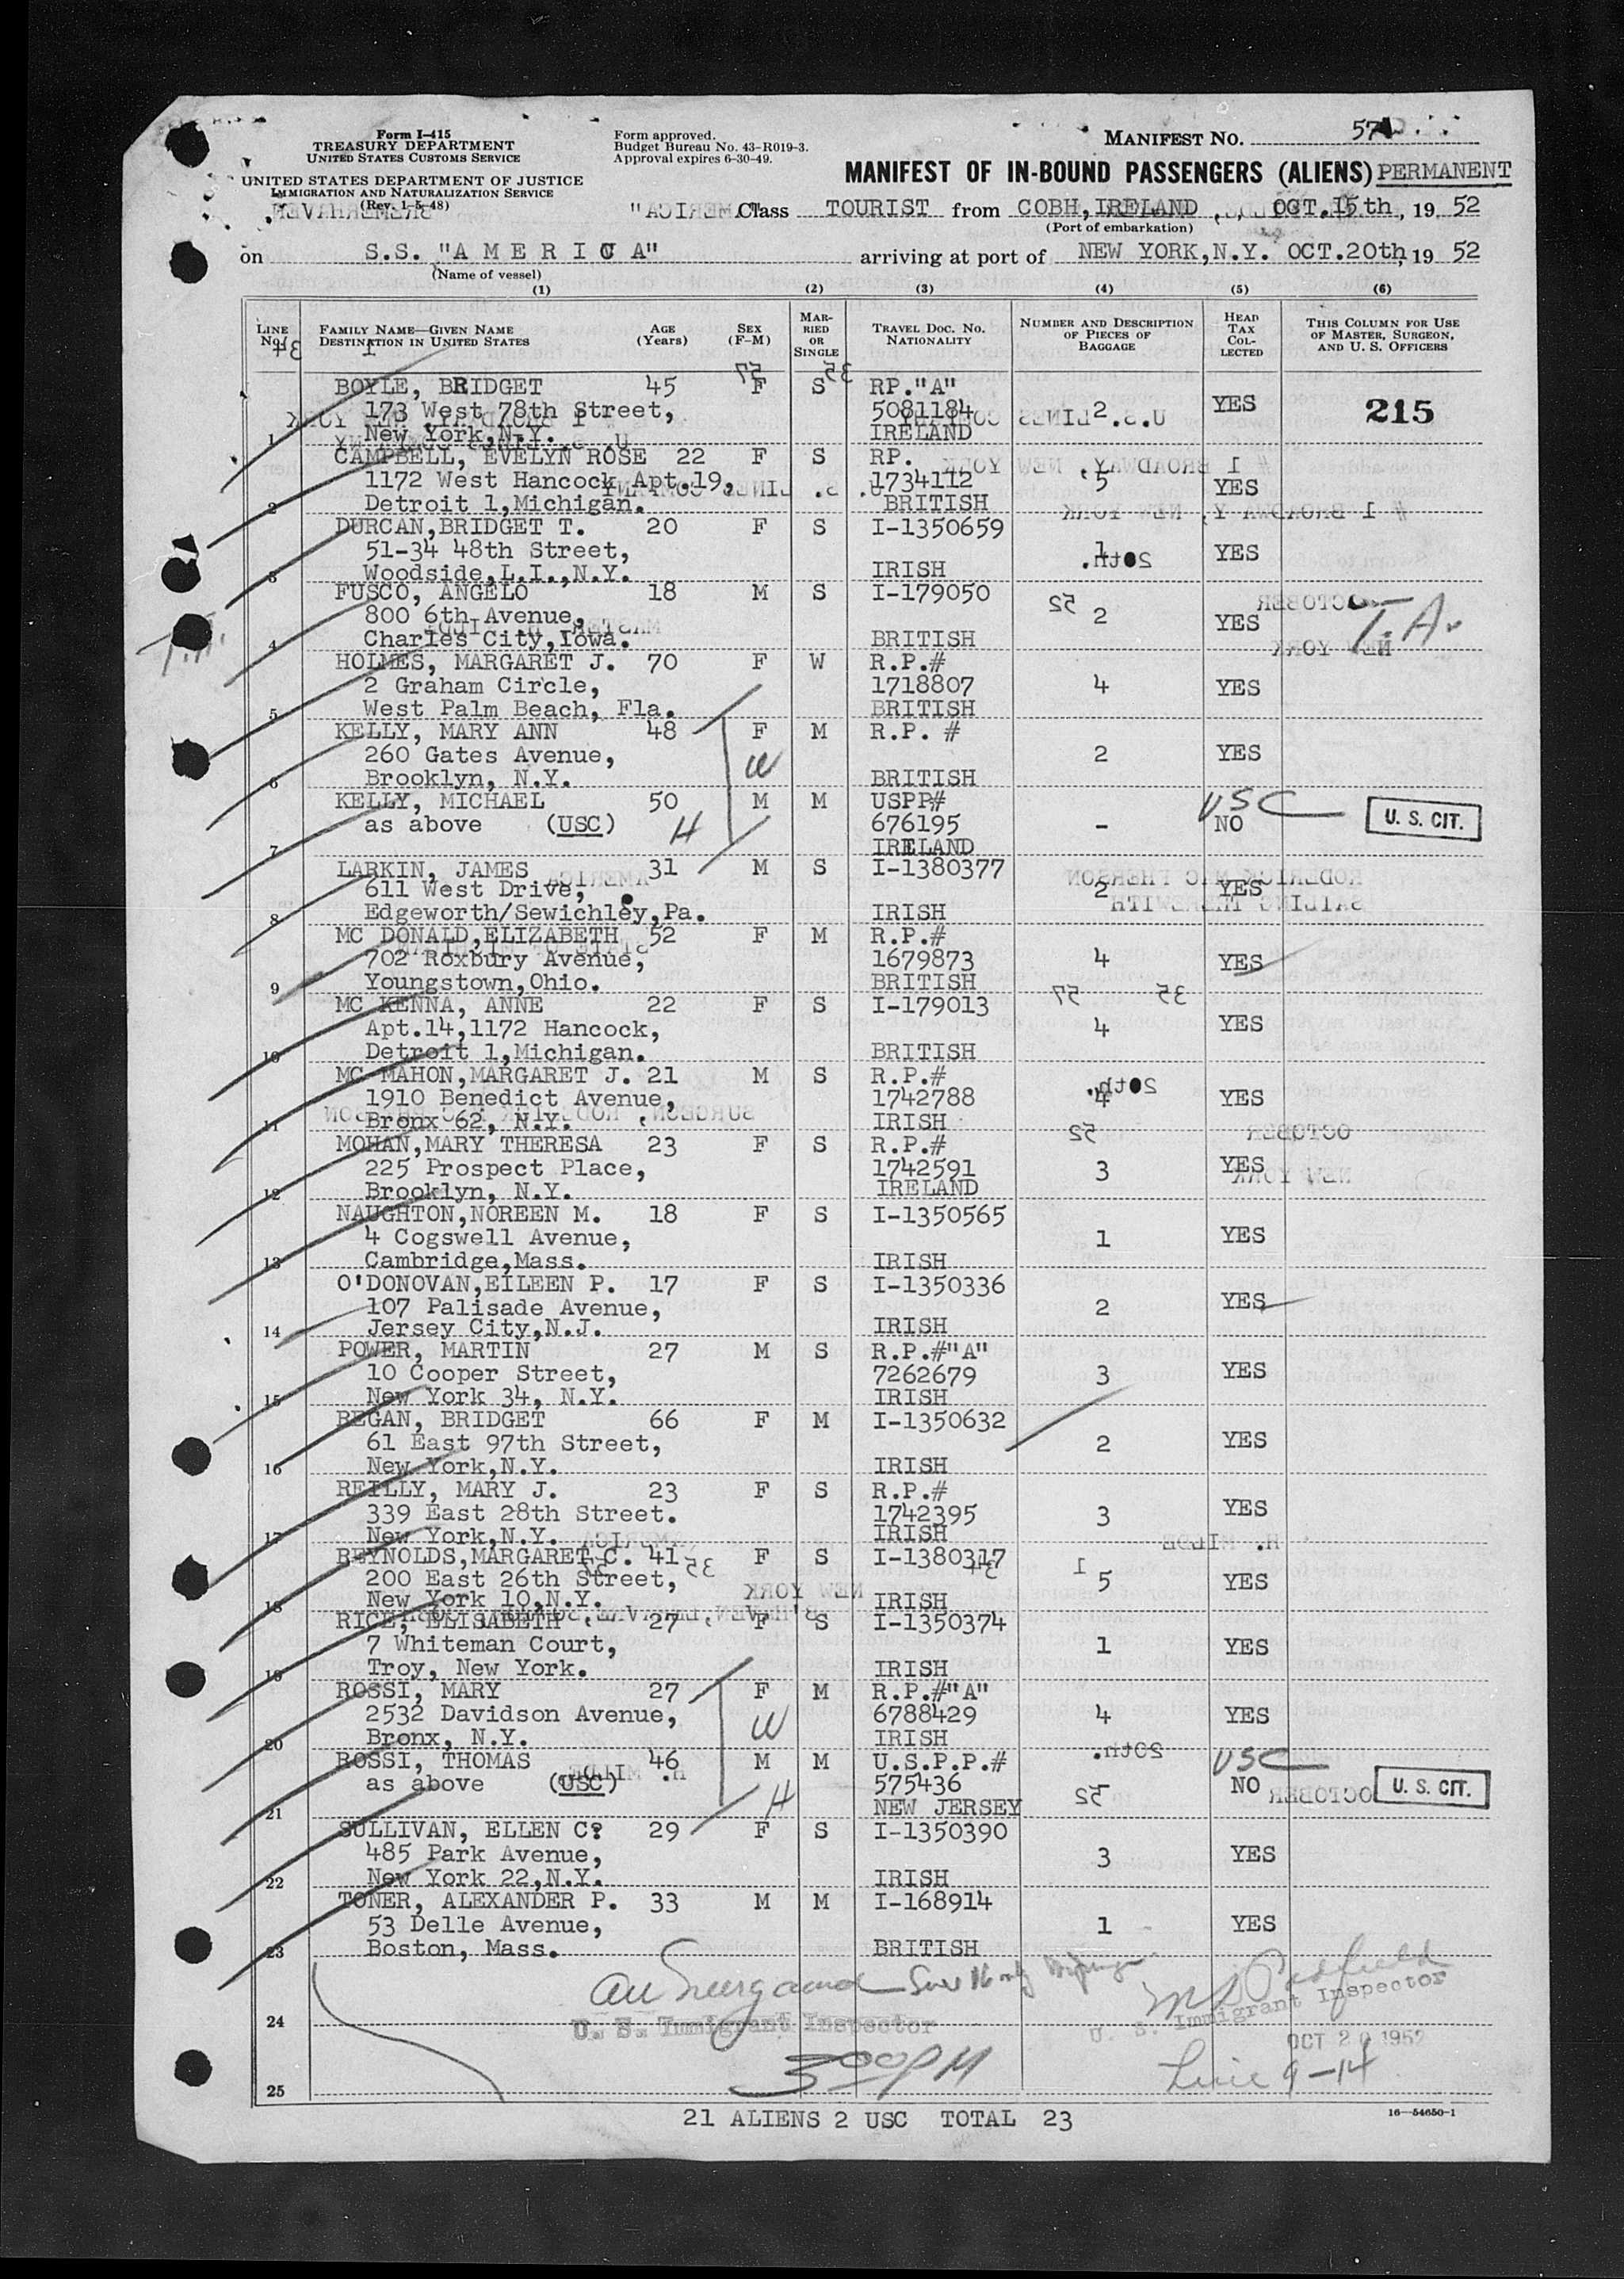 Form I-415
TREASURY DEPARTMENT
UNITED STATES CUSTOMS SERVICE
UNITED STATES DEPARTMENT OF JUSTICE
IMMIGRATION AND NATURALIZATION SERVICE
(Rev. 1-5-48)
Form approved.
Budget Bureau No. 43-R019-3.
Approval expires 6-30-49.
MANIFEST NO. 57
MANIFEST OF IN-BOUND PASSENGERS (ALIENS) PERMANENT
Class TOURIST from COBH, IRELAND, OCT. 15th, 19 52
(Port of embarkation)
on S.S. "A M E R I C A" arriving at port of NEW YORK, N.Y. OCT. 20th, 19 52
(Name of vessel)
(1) (2) (3) (4) (5) (6)
LINE No. FAMILY NAME—GIVEN NAME DESTINATION IN UNITED STATES AGE (Years) SEX (F-M) MARRIED OR SINGLE TRAVEL DOC. NO. NATIONALITY NUMBER AND DESCRIPTION OF PIECES OF BAGGAGE HEAD TAX COLLECTED THIS COLUMN FOR USE OF MASTER, SURGEON, AND U. S. OFFICERS
BOYLE, BRIDGET 45 F S RP."A"
173 West 78th Street, 5081184 2 YES 215
1 New York,N.Y. IRELAND
CAMPBELL, EVELYN ROSE 22 F S RP.
1172 West Hancock Apt.19, 1734112 5 YES
2 Detroit 1,Michigan. BRITISH
DURCAN,BRIDGET T. 20 F S I-1350659
51-34 48th Street, 1 YES
3 Woodside,L.I.,N.Y. IRISH
FUSCO, ANGELO 18 M S I-179050
800 6th Avenue, 2 YES T.A.
4 Charles City,Iowa. BRITISH
HOLMES, MARGARET J. 70 F W R.P.#
2 Graham Circle, 1718807 4 YES
5 West Palm Beach, Fla. BRITISH
KELLY, MARY ANN 48 F M R.P. #
260 Gates Avenue, W 2 YES
6 Brooklyn, N.Y. BRITISH
KELLY, MICHAEL 50 M M USPP# USC
as above (USC) H 676195 - NO U. S. CIT.
7 IRELAND
LARKIN, JAMES 31 M S I-1380377
611 West Drive, 2 YES
8 Edgeworth/Sewichley,Pa. IRISH
MC DONALD,ELIZABETH 52 F M R.P.#
702 Roxbury Avenue, 1679873 4 YES
9 Youngstown,Ohio. BRITISH
MC KENNA, ANNE 22 F S I-179013
Apt.14,1172 Hancock, 4 YES
10 Detroit 1,Michigan. BRITISH
MC MAHON,MARGARET J. 21 M S R.P.#
1910 Benedict Avenue, 1742788 4 YES
11 Bronx 62, N.Y. IRISH
MOHAN,MARY THERESA 23 F S R.P.#
225 Prospect Place, 1742591 3 YES
12 Brooklyn, N.Y. IRELAND
NAUGHTON,NOREEN M. 18 F S I-1350565
4 Cogswell Avenue, 1 YES
13 Cambridge,Mass. IRISH
O'DONOVAN,EILEEN P. 17 F S I-1350336
107 Palisade Avenue, 2 YES
14 Jersey City,N.J. IRISH
POWER, MARTIN 27 M S R.P.#"A"
10 Cooper Street, 7262679 3 YES
15 New York 34, N.Y. IRISH
REGAN, BRIDGET 66 F M I-1350632
61 East 97th Street, 2 YES
16 New York,N.Y. IRISH
REILLY, MARY J. 23 F S R.P.#
339 East 28th Street. 1742395 3 YES
17 New York,N.Y. IRISH
REYNOLDS,MARGARET C. 41 F S I-1380317
200 East 26th Street, 5 YES
18 New York 10,N.Y. IRISH
RICE, ELISABETH 27 F S I-1350374
7 Whiteman Court, 1 YES
19 Troy, New York. IRISH
ROSSI, MARY 27 F M R.P.#"A"
2532 Davidson Avenue, W 6788429 4 YES
20 Bronx, N.Y. IRISH
ROSSI, THOMAS 46 M M U.S.P.P.# USC
as above (USC) H 575436 - NO U. S. CIT.
21 NEW JERSEY
SULLIVAN, ELLEN C? 29 F S I-1350390
485 Park Avenue, 3 YES
22 New York 22,N.Y. IRISH
TONER, ALEXANDER P. 33 M M I-168914
53 Delle Avenue, 1 YES
23 Boston, Mass. BRITISH
24 U. S. Immigrant Inspector
U. S. Immigrant Inspector
OCT 20 1952
300 PM
Line 9-14
25
21 ALIENS 2 USC TOTAL 23
16—54650-1